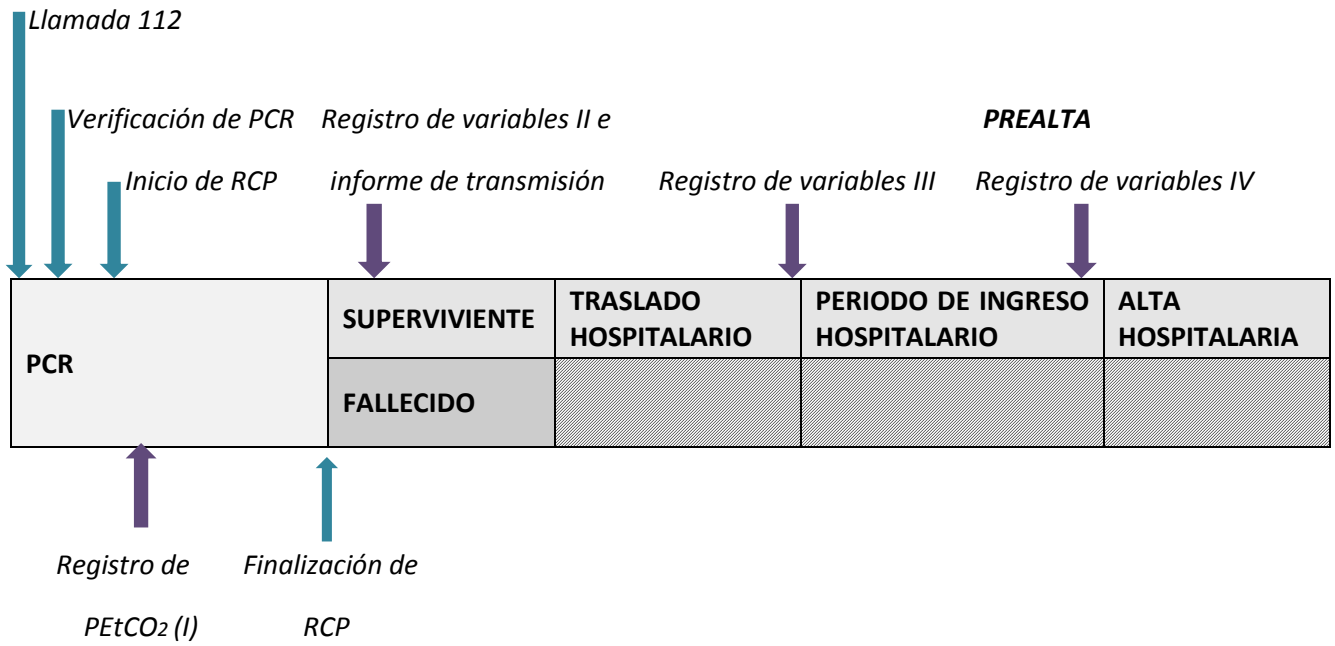 Llamada 112
Verificación de PCR
Registro de variables II e
PREALTA
Inicio de RCP
informe de transmisión
Registro de variables III
Registro de variables IV
PCR
SUPERVIVIENTE
TRASLADO
HOSPITALARIO
PERIODO DE INGRESO
HOSPITALARIO
ALTA
HOSPITALARIA
FALLECIDO
Registro de
PEtCO2 (I)
Finalización de
RCP